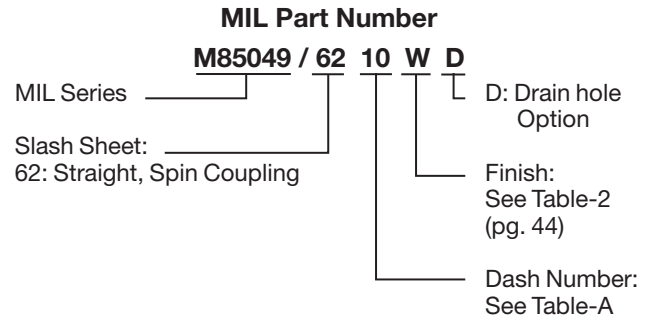 MIL Part Number
M85049 / 62 10 W D
MIL Series
Slash Sheet:
62: Straight, Spin Coupling
D: Drain hole
Option
Finish:
See Table-2
(pg. 44)
Dash Number:
See Table-A